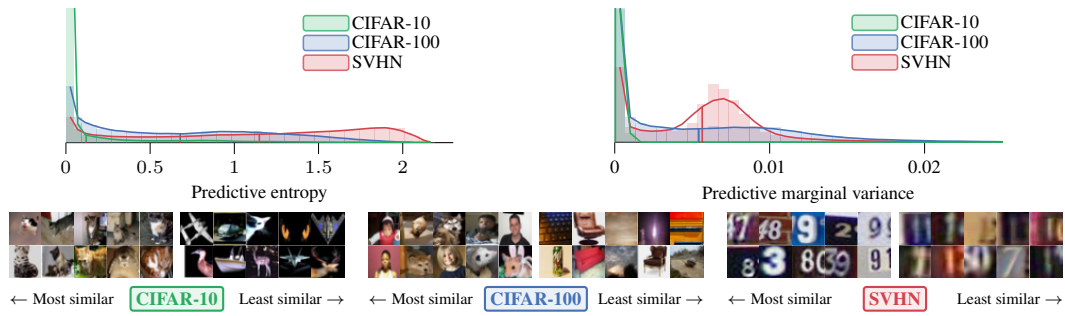 CIFAR-10
CIFAR-100
SVHN
0 0.5 1 1.5 2
Predictive entropy
CIFAR-10
CIFAR-100
SVHN
0 0.01 0.02
Predictive marginal variance
← Most similar CIFAR-10 Least similar →
← Most similar CIFAR-100 Least similar →
← Most similar SVHN Least similar →